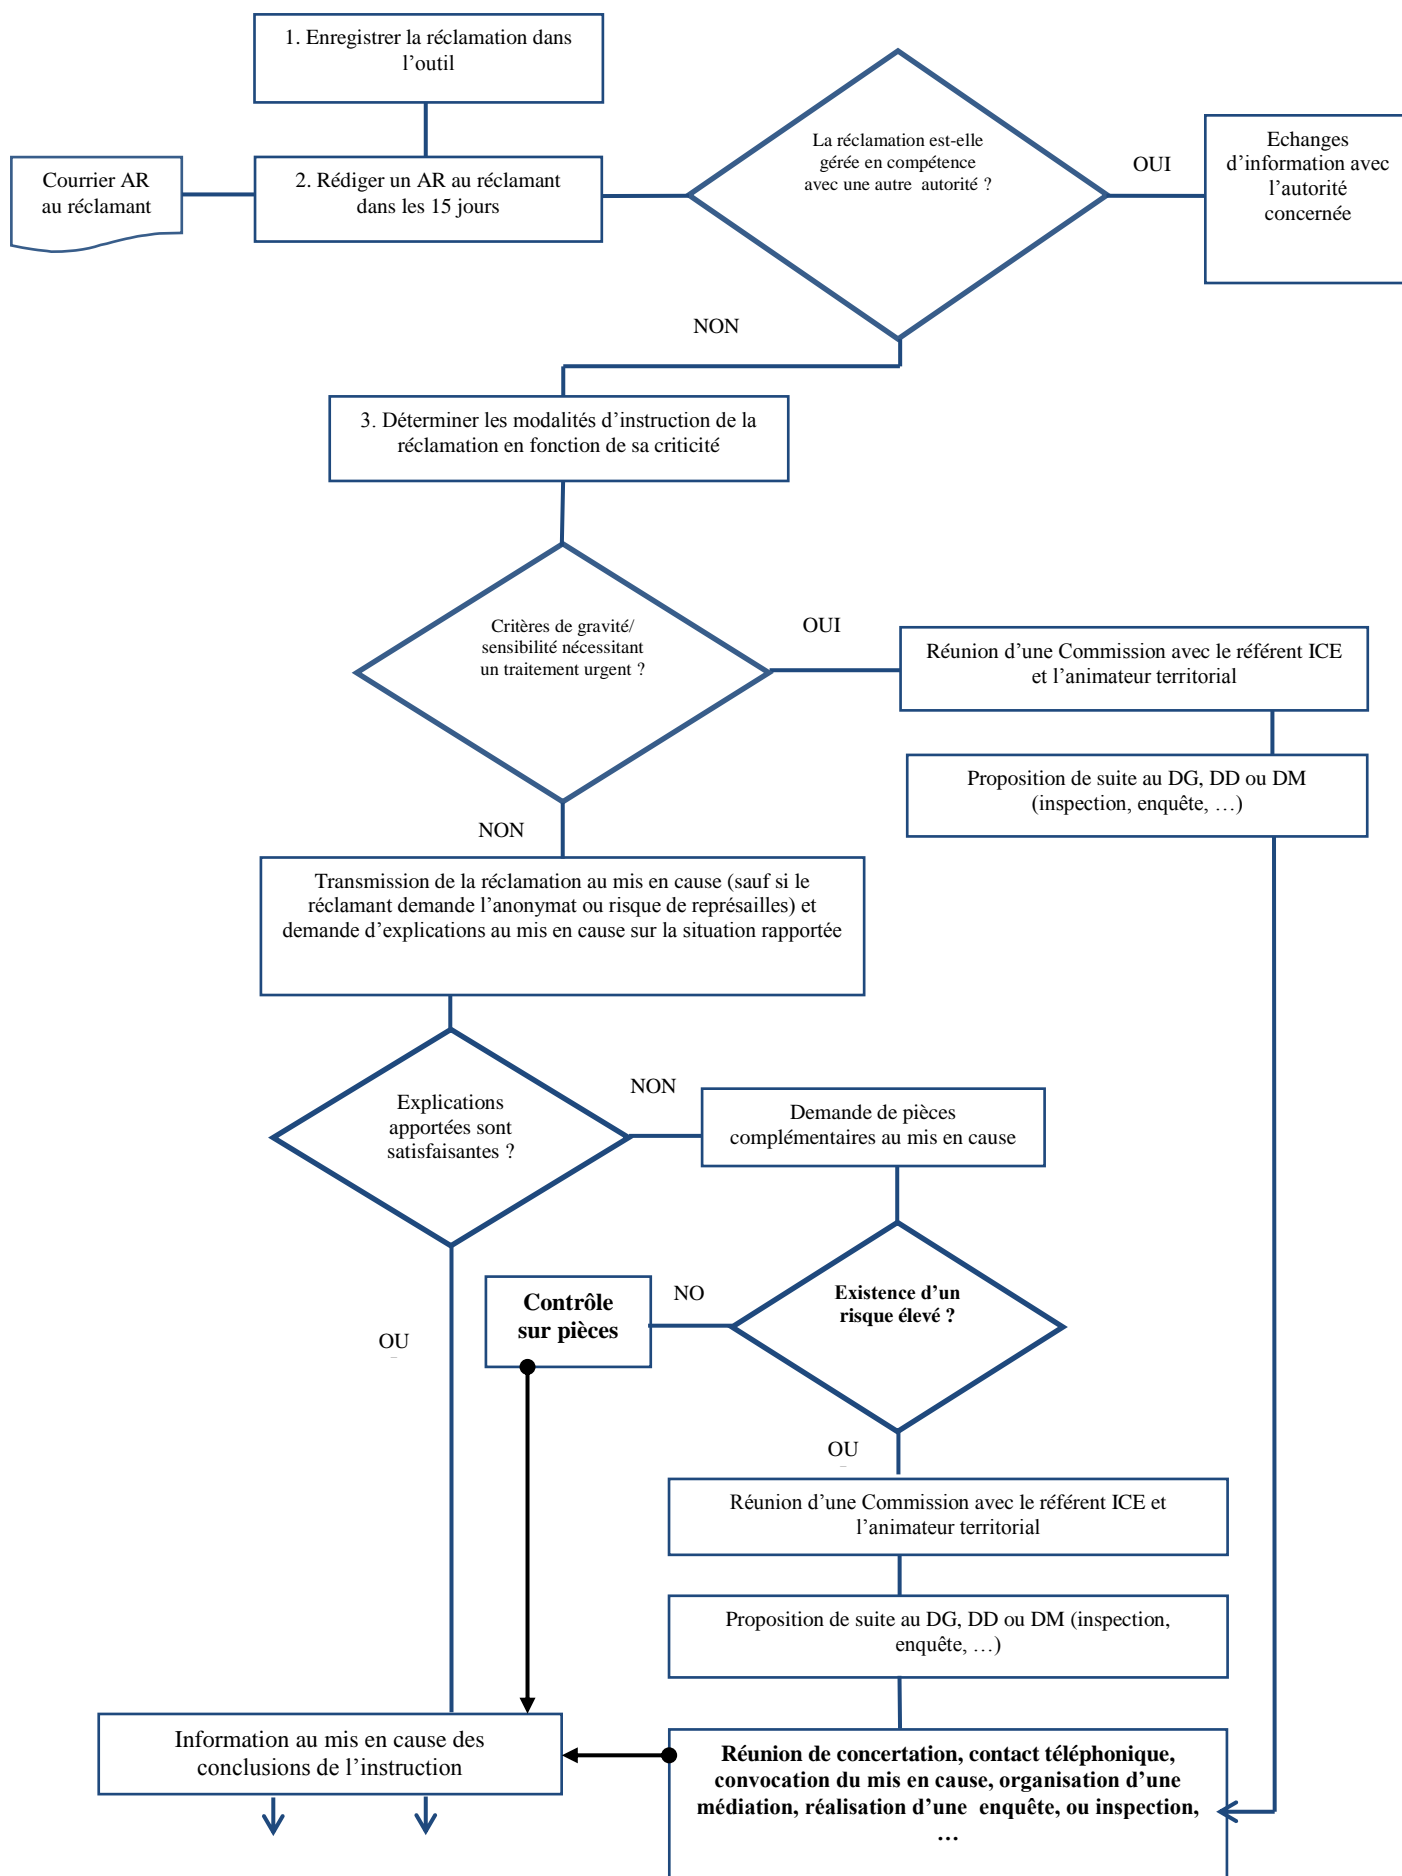 1. Enregistrer la réclamation dans
l’outil
La réclamation est-elle
gérée en compétence
avec une autre autorité ?
OUI
Echanges
d’information avec
l’autorité
concernée
Courrier AR
au réclamant
2. Rédiger un AR au réclamant
dans les 15 jours
NON
3. Déterminer les modalités d’instruction de la
réclamation en fonction de sa criticité
Critères de gravité/
sensibilité nécessitant
un traitement urgent ?
OUI
Réunion d’une Commission avec le référent ICE
et l’animateur territorial
Proposition de suite au DG, DD ou DM
(inspection, enquête, …)
NON
Transmission de la réclamation au mis en cause (sauf si le
réclamant demande l’anonymat ou risque de représailles) et
demande d’explications au mis en cause sur la situation rapportée
Explications
apportées sont
satisfaisantes ?
NON
Demande de pièces
complémentaires au mis en cause
Existence d’un
risque élevé ?
NO
Contrôle
sur pièces
OU
OU
Réunion d’une Commission avec le référent ICE et
l’animateur territorial
Proposition de suite au DG, DD ou DM (inspection,
enquête, …)
Information au mis en cause des
conclusions de l’instruction
Réunion de concertation, contact téléphonique,
convocation du mis en cause, organisation d’une
médiation, réalisation d’une enquête, ou inspection,
…